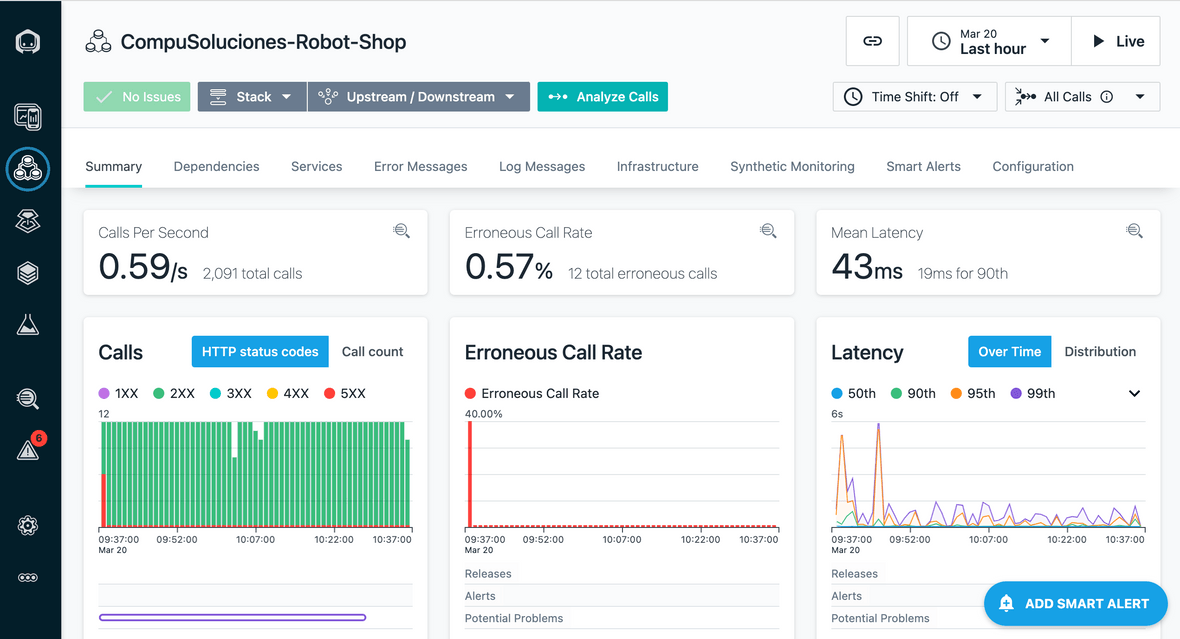 CompuSoluciones-Robot-Shop
Mar 20
Last hour
Live
No Issues
Stack
Upstream / Downstream
Analyze Calls
Time Shift: Off
All Calls
Summary
Dependencies
Services
Error Messages
Log Messages
Infrastructure
Synthetic Monitoring
Smart Alerts
Configuration
Calls Per Second
0.59/s 2,091 total calls
Erroneous Call Rate
0.57% 12 total erroneous calls
Mean Latency
43ms 19ms for 90th
6
Calls
HTTP status codes
Call count
1XX 2XX 3XX 4XX 5XX
12
09:37:00 09:52:00 10:07:00 10:22:00 10:37:00
Mar 20
Erroneous Call Rate
Erroneous Call Rate
40.00%
09:37:00 09:52:00 10:07:00 10:22:00 10:37:00
Mar 20
Releases
Alerts
Potential Problems
Latency
Over Time
Distribution
50th 90th 95th 99th
6s
09:37:00 09:52:00 10:07:00 10:22:00 10:37:00
Mar 20
Releases
Alerts
Potential Problems
ADD SMART ALERT